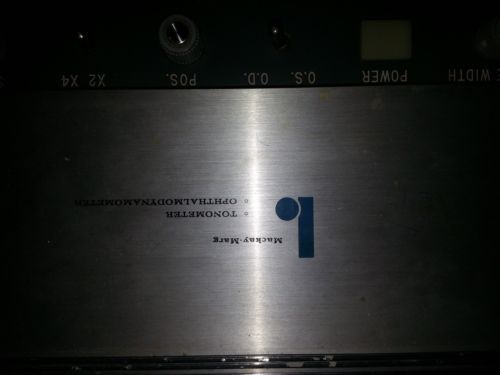 Mackay-Marg
b
◦ TONOMETER
◦ OPHTHALMODYNAMOMETER
WIDTH
POWER
O.S. O.D.
POS.
X2 X4